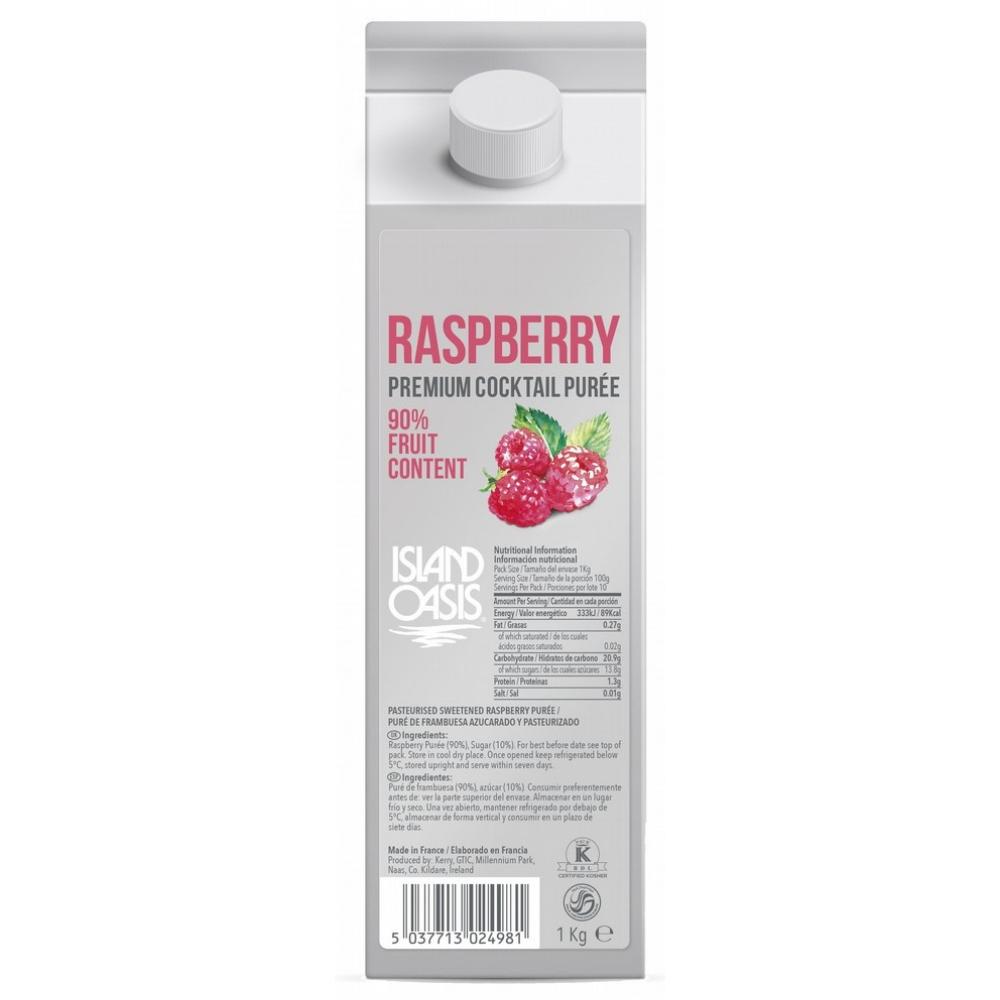 RASPBERRY
PREMIUM COCKTAIL PURÉE
90%
FRUIT
CONTENT
ISLAND
OASIS
Nutritional Information
Información nutricional
Pack Size / Tamaño del envase 1Kg
Serving Size / Tamaño de la porción 100g
Servings Per Pack / Porciones por lote 10
Amount Per Serving / Cantidad en cada porción
Energy / Valor energético 333kJ / 89Kcal
Fat / Grasas 0.27g
of which saturated / de los cuales
ácidos grasos saturados 0.02g
Carbohydrate / Hidratos de carbono 20.9g
of which sugars / de los cuales azúcares 13.8g
Protein / Proteínas 1.3g
Salt / Sal 0.01g
PASTEURISED SWEETENED RASPBERRY PURÉE /
PURÉ DE FRAMBUESA AZUCARADO Y PASTEURIZADO
UK Ingredients:
Raspberry Purée (90%), Sugar (10%). For best before date see top of
pack. Store in cool dry place. Once opened keep refrigerated below
5°C, stored upright and serve within seven days.
ESP Ingredientes:
Puré de frambuesa (90%), azúcar (10%). Consumir preferentemente
antes de: ver la parte superior del envase. Almacenar en un lugar
frío y seco. Una vez abierto, mantener refrigerado por debajo de
5°C, almacenar de forma vertical y consumir en un plazo de
siete días.
Made in France / Elaborado en Francia
Produced by: Kerry, GTIC, Millennium Park,
Naas, Co. Kildare, Ireland
K
CERTIFIED KOSHER
5 037713 024981
1 Kg e